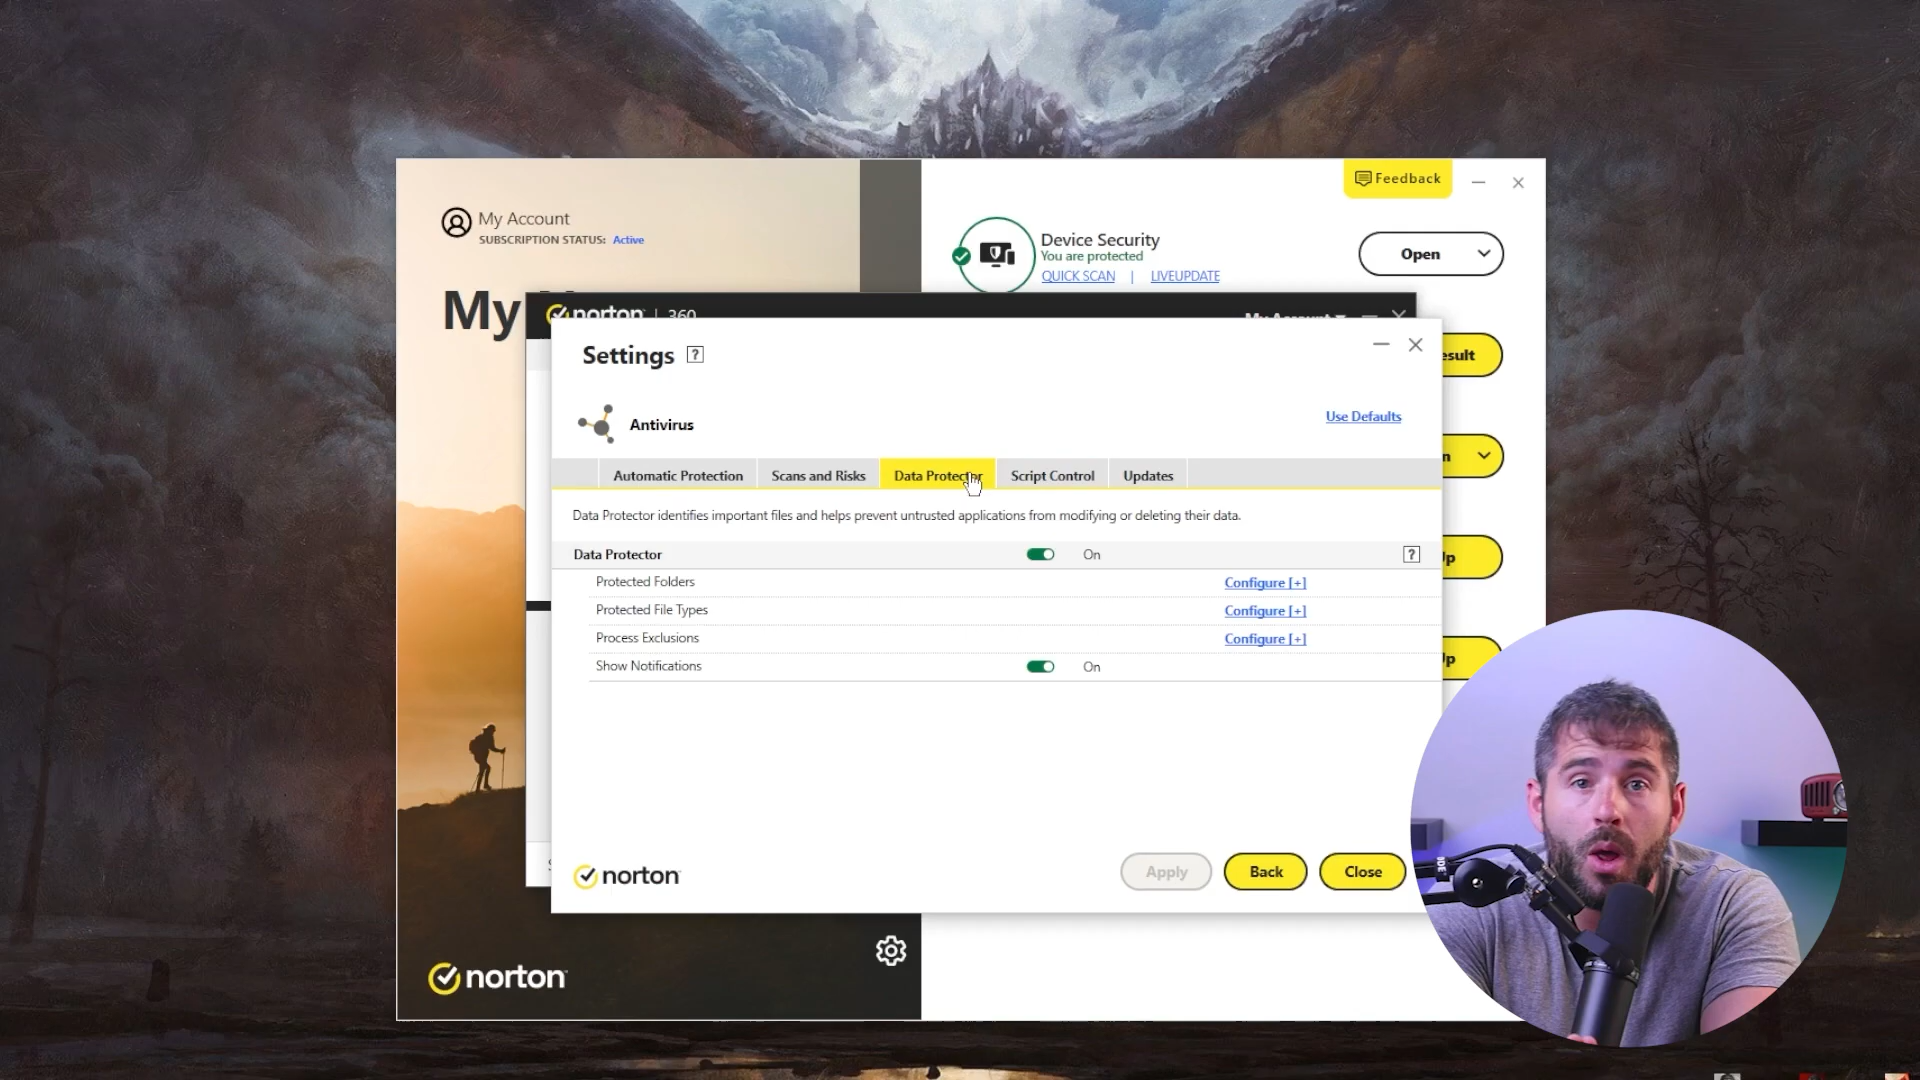 Feedback
My Account
SUBSCRIPTION STATUS: Active
Device Security
You are protected
QUICK SCAN | LIVEUPDATE
Open
My
norton | 360
My Account
Settings ?
esult
Antivirus
Use Defaults
Automatic Protection
Scans and Risks
Data Protector
Script Control
Updates
Data Protector identifies important files and helps prevent untrusted applications from modifying or deleting their data.
Data Protector On ?
Protected Folders Configure [+]
Protected File Types Configure [+]
Process Exclusions Configure [+]
Show Notifications On
norton
Apply
Back
Close
norton